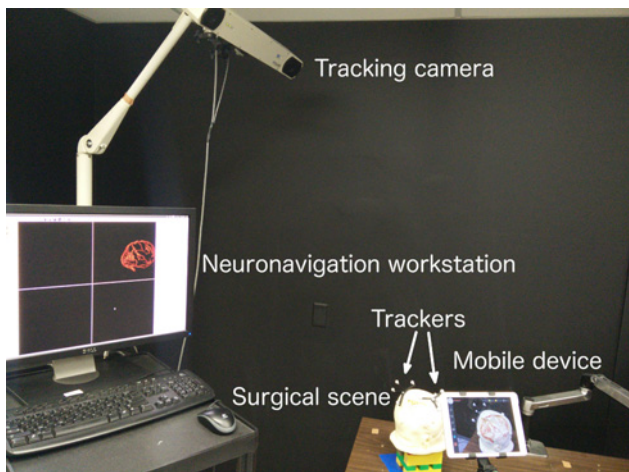 Tracking camera
Neuronavigation workstation
Trackers
Mobile device
Surgical scene